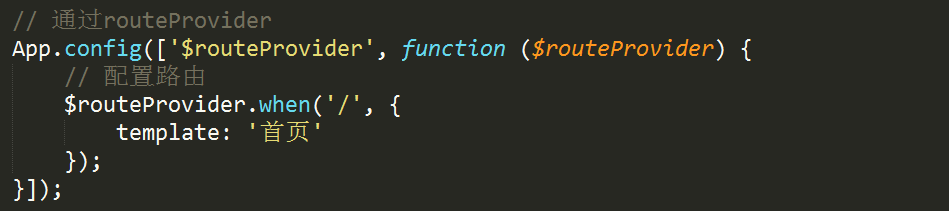 // 通过routeProvider
App.config(['$routeProvider', function ($routeProvider) {
    // 配置路由
    $routeProvider.when('/', {
        template: '首页'
    });
}]);